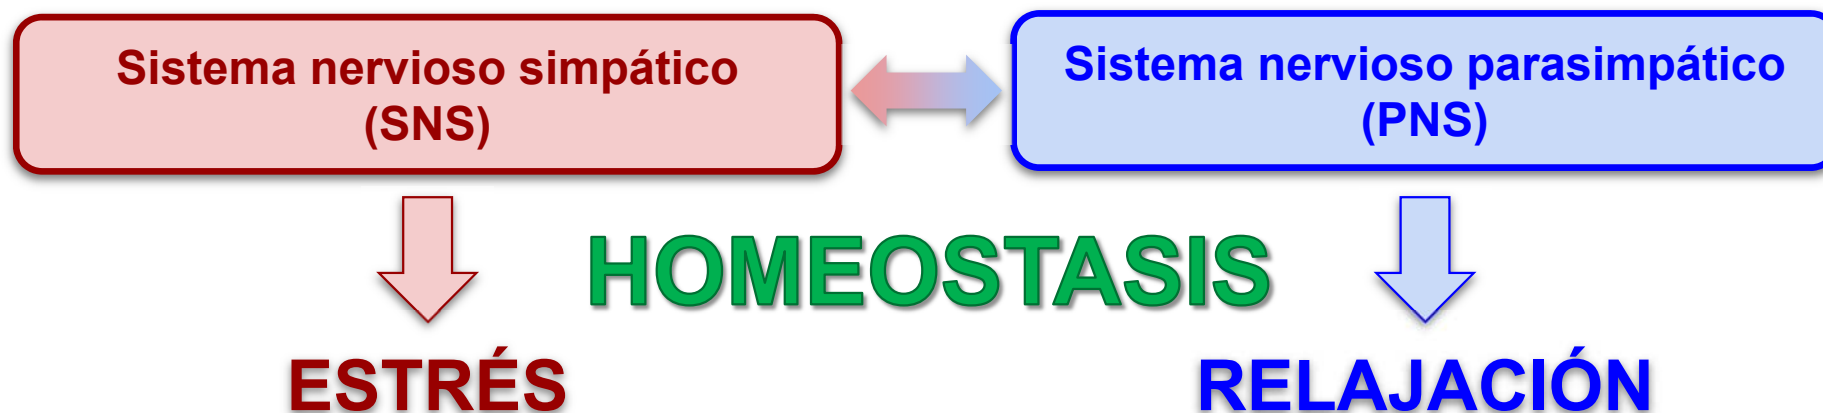 Sistema nervioso simpático
(SNS)
Sistema nervioso parasimpático
(PNS)
HOMEOSTASIS
ESTRÉS
RELAJACIÓN